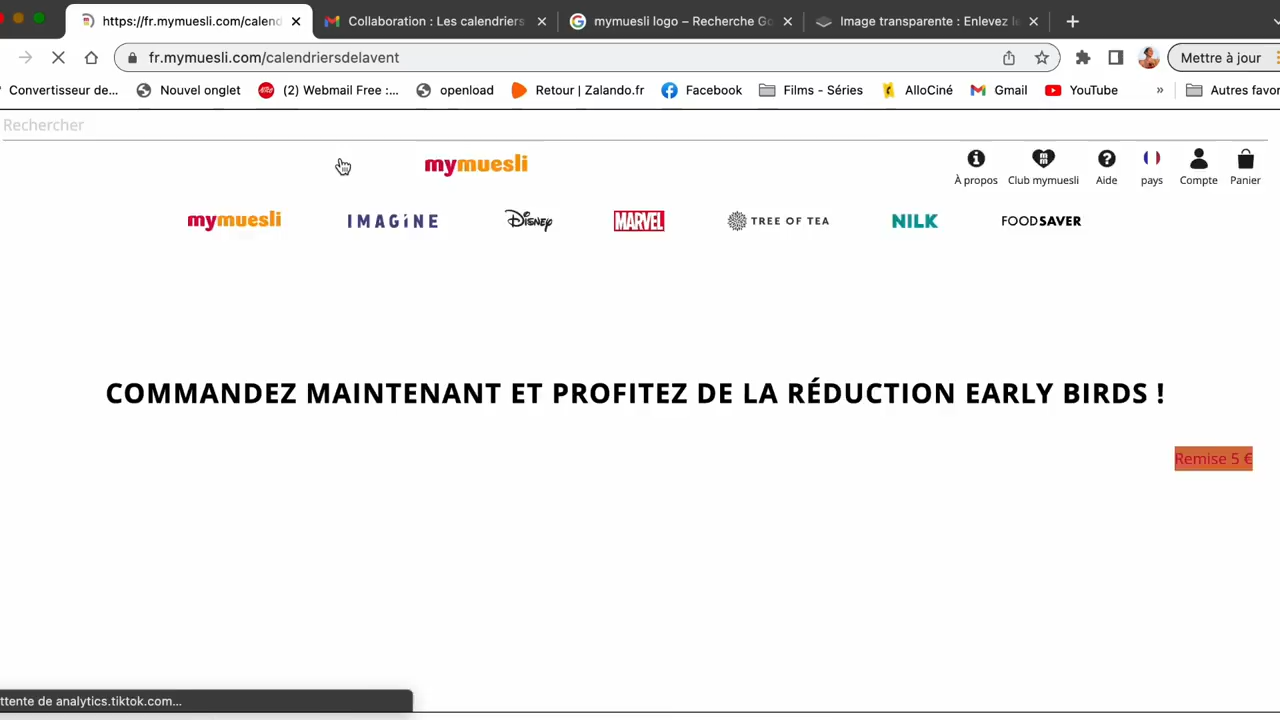 https://fr.mymuesli.com/calend
Collaboration : Les calendriers
mymuesli logo – Recherche Go
Image transparente : Enlevez le
fr.mymuesli.com/calendriersdelavent
Mettre à jour
Convertisseur de...
Nouvel onglet
(2) Webmail Free :...
openload
Retour | Zalando.fr
Facebook
Films - Séries
AlloCiné
Gmail
YouTube
»
Autres favor
Rechercher
mymuesli
À propos
Club mymuesli
Aide
pays
Compte
Panier
mymuesli
IMAGiNE
Disney
MARVEL
TREE OF TEA
NILK
FOODSAVER
COMMANDEZ MAINTENANT ET PROFITEZ DE LA RÉDUCTION EARLY BIRDS !
Remise 5 €
ttente de analytics.tiktok.com...